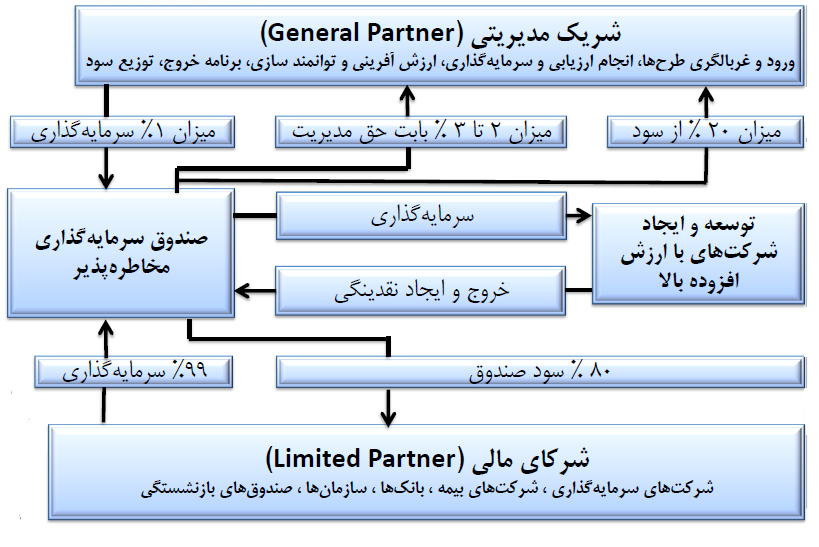 شریک مدیریتی (General Partner)
ورود و غربالگری طرح‌ها، انجام ارزیابی و سرمایه‌گذاری، ارزش آفرینی و توانمند سازی، برنامه خروج، توزیع سود
میزان ۱٪ سرمایه‌گذاری
میزان ۲ تا ۳ ٪ بابت حق مدیریت
میزان ۲۰ ٪ از سود
صندوق سرمایه‌گذاری
مخاطره‌پذیر
سرمایه‌گذاری
توسعه و ایجاد
شرکت‌های با ارزش
افزوده بالا
خروج و ایجاد نقدینگی
۹۹٪ سرمایه‌گذاری
۸۰ ٪ سود صندوق
شرکای مالی (Limited Partner)
شرکت‌های سرمایه‌گذاری ، شرکت‌های بیمه ، بانک‌ها ، سازمان‌ها ، صندوق‌های بازنشستگی